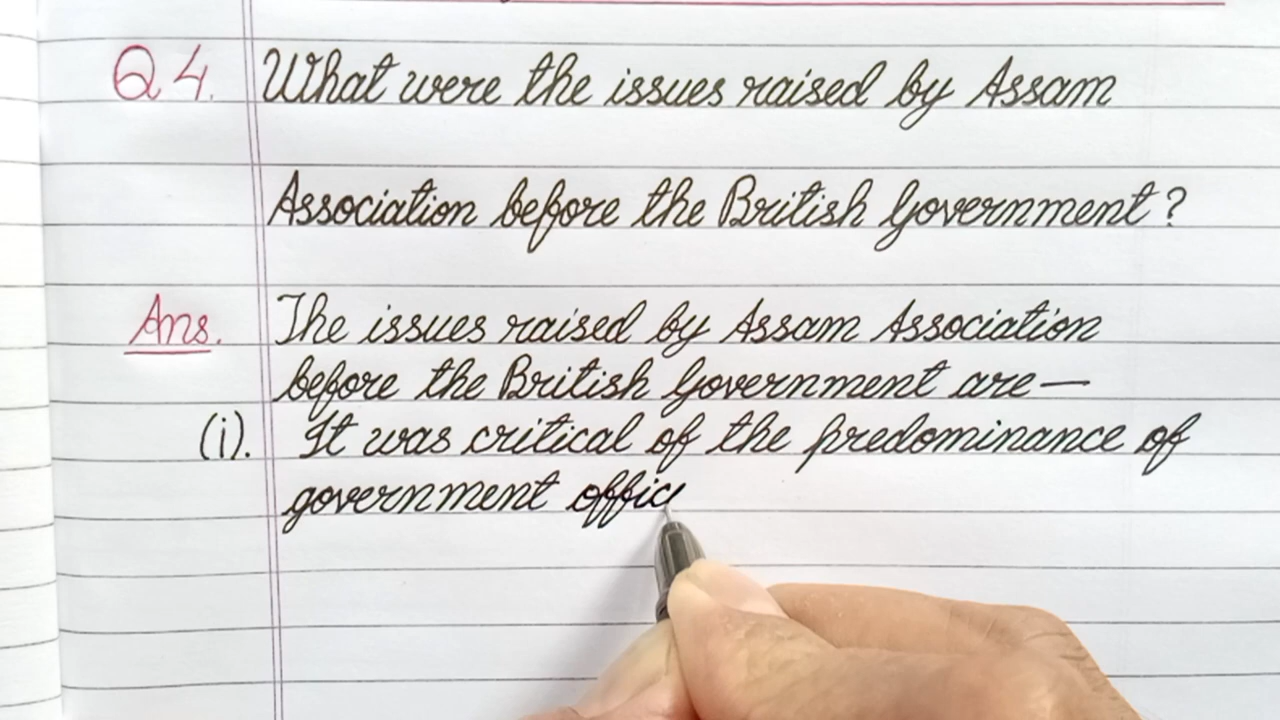 Q 4. What were the issues raised by Assam
Association before the British Government?
Ans. The issues raised by Assam Association
before the British Government are—
(i). It was critical of the predominance of
government offic